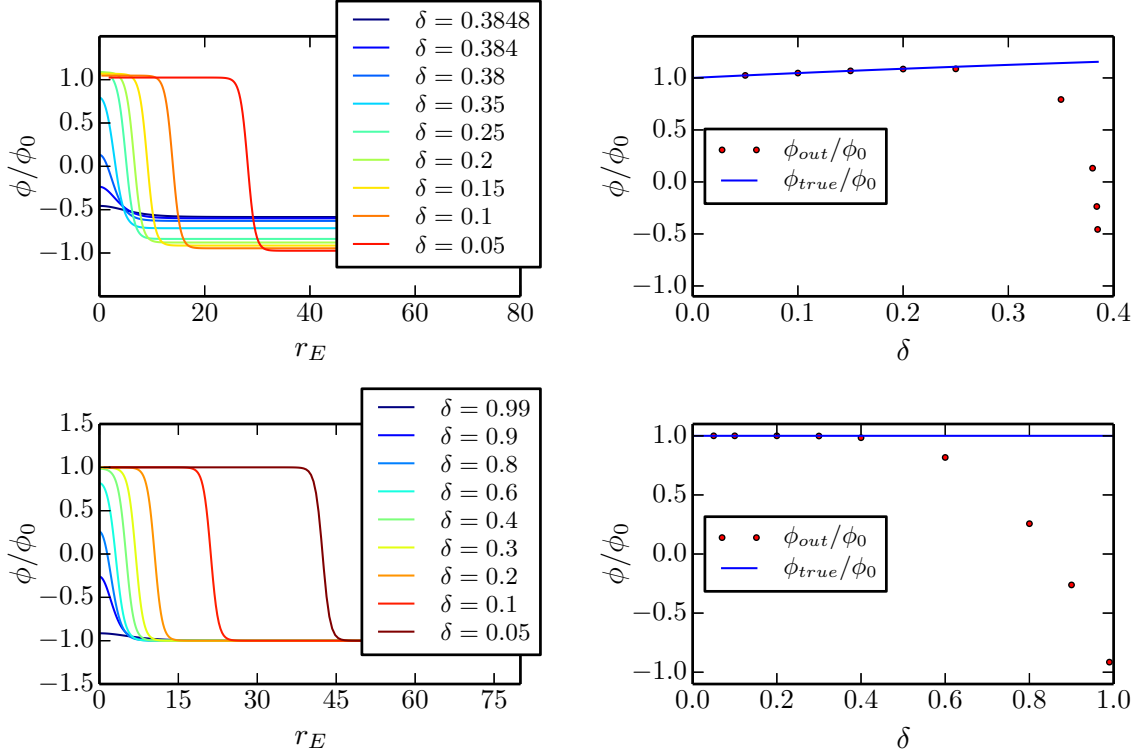 δ = 0.3848
δ = 0.384
δ = 0.38
δ = 0.35
δ = 0.25
δ = 0.2
δ = 0.15
δ = 0.1
δ = 0.05
1.0
0.5
0.0
−0.5
−1.0
ϕ/ϕ0
0 20 40 60 80
r_E
1.0
0.5
0.0
−0.5
−1.0
ϕ/ϕ0
ϕ_out/ϕ0
ϕ_true/ϕ0
0.0 0.1 0.2 0.3 0.4
δ
δ = 0.99
δ = 0.9
δ = 0.8
δ = 0.6
δ = 0.4
δ = 0.3
δ = 0.2
δ = 0.1
δ = 0.05
1.5
1.0
0.5
0.0
−0.5
−1.0
−1.5
ϕ/ϕ0
0 15 30 45 60 75
r_E
1.0
0.5
0.0
−0.5
−1.0
ϕ/ϕ0
ϕ_out/ϕ0
ϕ_true/ϕ0
0.0 0.2 0.4 0.6 0.8 1.0
δ